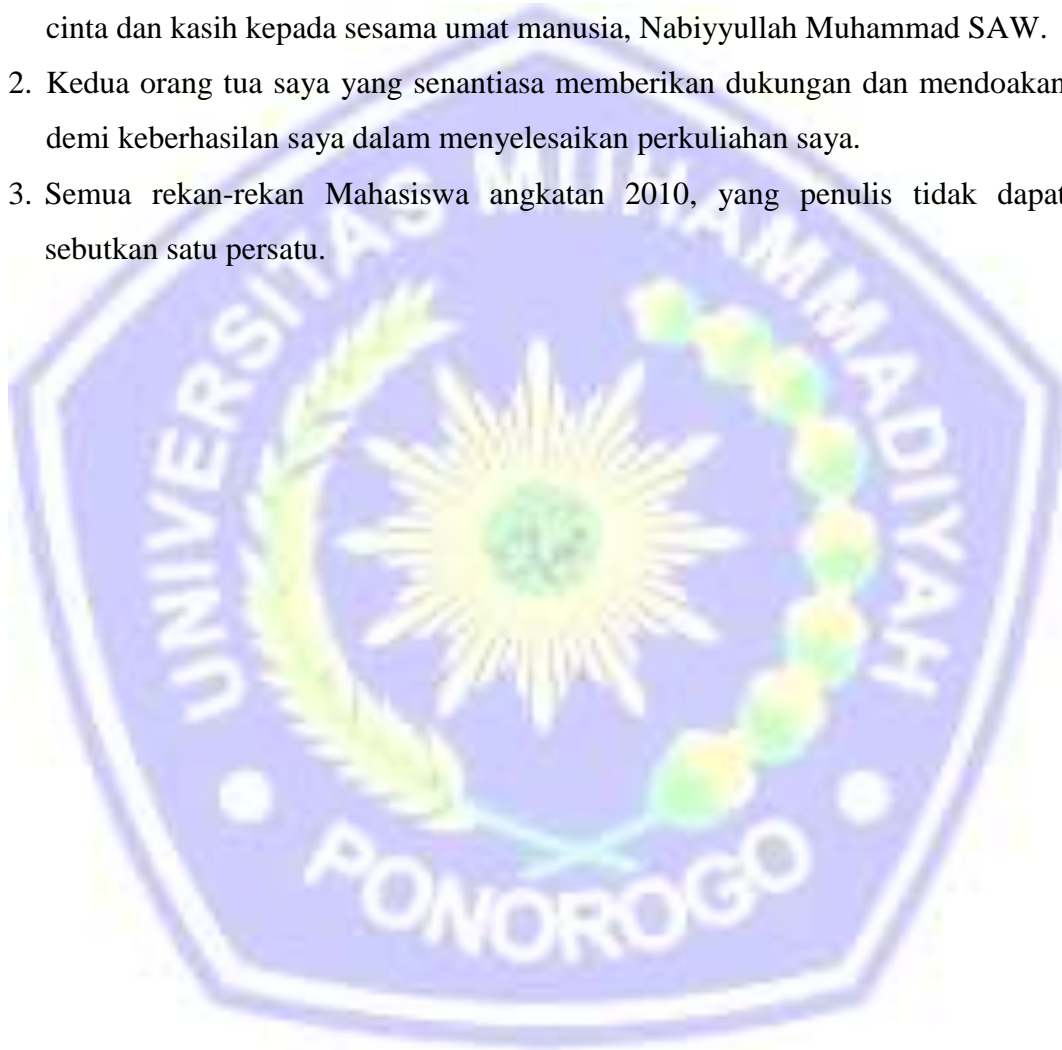 cinta dan kasih kepada sesama umat manusia, Nabiyyullah Muhammad SAW.
2. Kedua orang tua saya yang senantiasa memberikan dukungan dan mendoakan
demi keberhasilan saya dalam menyelesaikan perkuliahan saya.
3. Semua rekan-rekan Mahasiswa angkatan 2010, yang penulis tidak dapat
sebutkan satu persatu.
UNIVERSITAS MUHAMMADIYAH
PONOROGO